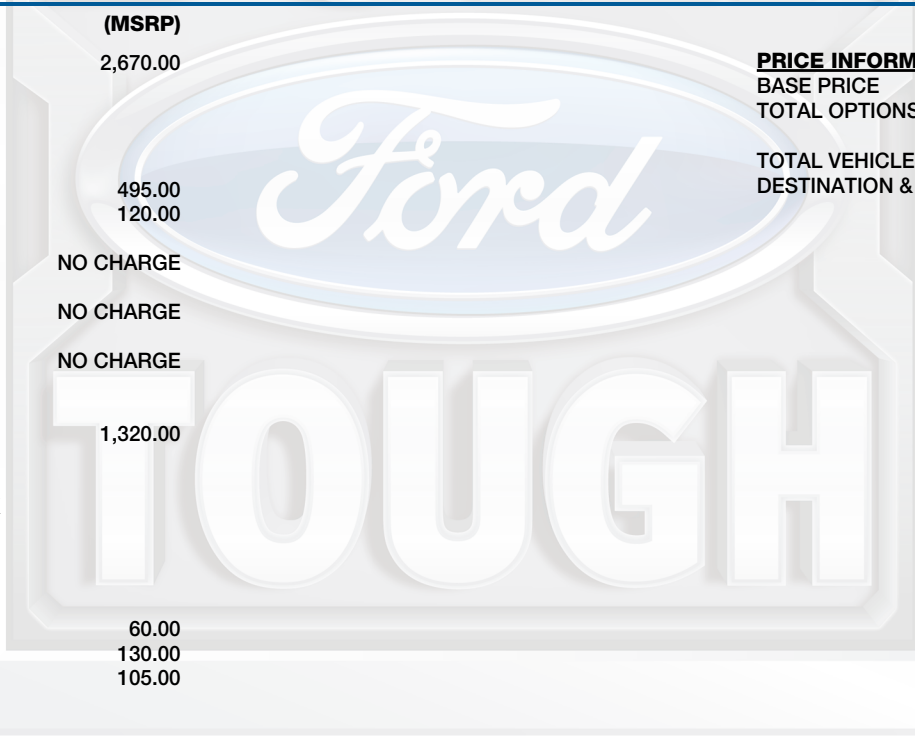 (MSRP)
2,670.00
495.00
120.00
NO CHARGE
NO CHARGE
NO CHARGE
1,320.00
60.00
130.00
105.00
PRICE INFORM
BASE PRICE
TOTAL OPTIONS
TOTAL VEHICLE
DESTINATION &
Ford
TOUGH